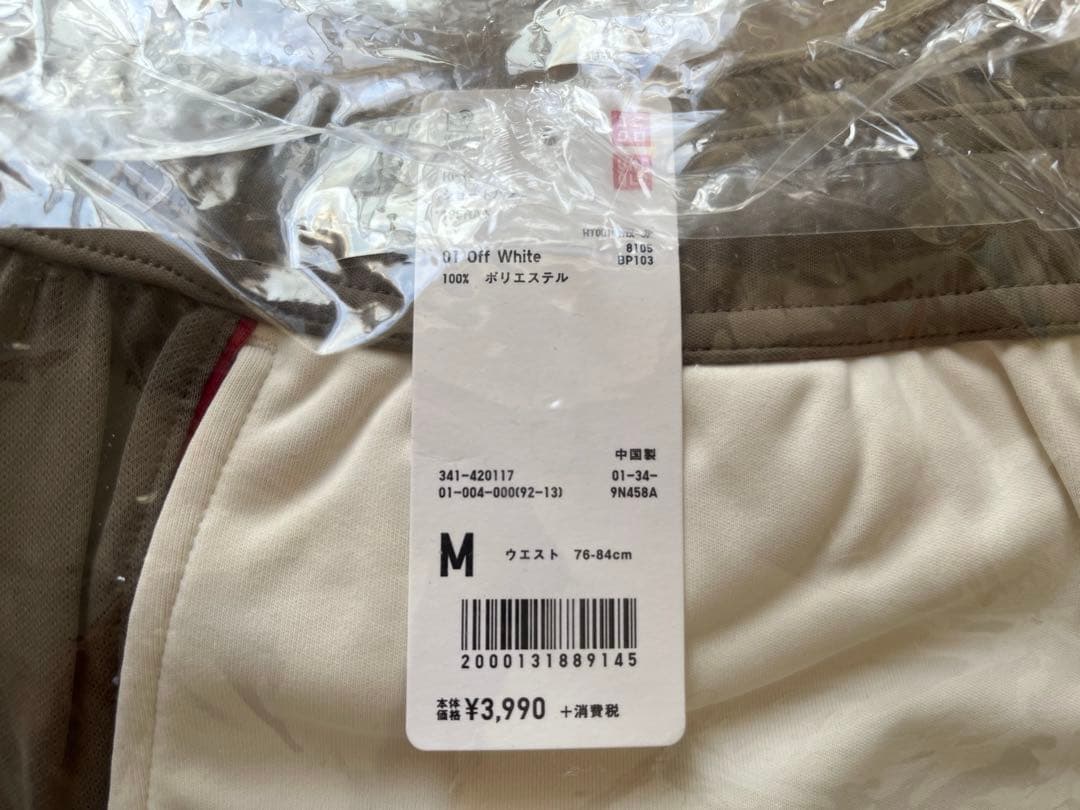 01 Off White
8105
BP103
100% ポリエステル
中国製
341-420117 01-34-
01-004-000(92-13) 9N458A
M ウエスト 76-84cm
2000131889145
本体価格 ¥3,990 +消費税